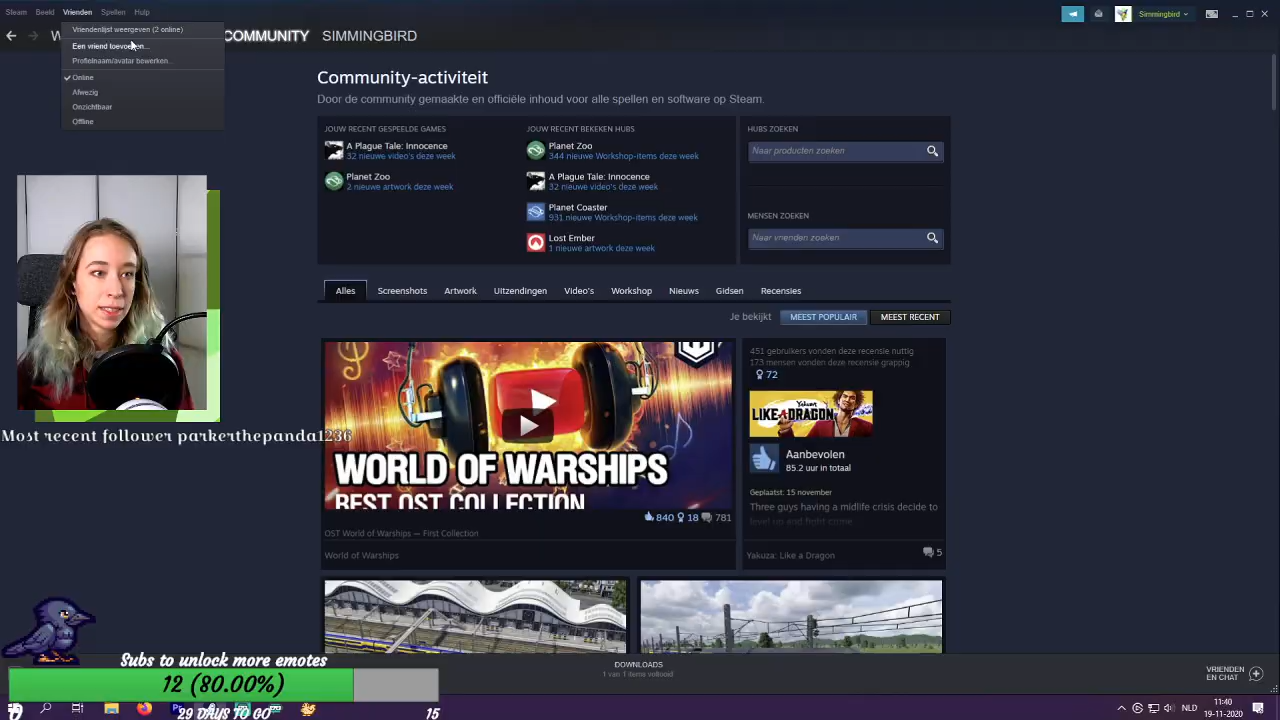 Steam Beeld Vrienden Spellen Hulp
Simmingbird
Vriendenlijst weergeven (2 online)
Een vriend toevoegen...
Profielnaam/avatar bewerken...
Online
Afwezig
Onzichtbaar
Offline
W COMMUNITY SIMMINGBIRD
Community-activiteit
Door de community gemaakte en officiële inhoud voor alle spellen en software op Steam.
JOUW RECENT GESPEELDE GAMES
A Plague Tale: Innocence
32 nieuwe video's deze week
Planet Zoo
2 nieuwe artwork deze week
JOUW RECENT BEKEKEN HUBS
Planet Zoo
344 nieuwe Workshop-items deze week
A Plague Tale: Innocence
32 nieuwe video's deze week
Planet Coaster
931 nieuwe Workshop-items deze week
Lost Ember
1 nieuwe artwork deze week
HUBS ZOEKEN
Naar producten zoeken
MENSEN ZOEKEN
Naar vrienden zoeken
Alles Screenshots Artwork Uitzendingen Video's Workshop Nieuws Gidsen Recensies
Je bekijkt MEEST POPULAIR MEEST RECENT
WORLD OF WARSHIPS
BEST OST COLLECTION
840 18 781
OST World of Warships — First Collection
World of Warships
451 gebruikers vonden deze recensie nuttig
173 mensen vonden deze recensie grappig
72
Yakuza
LIKE A DRAGON
Aanbevolen
85.2 uur in totaal
Geplaatst: 15 november
Three guys having a midlife crisis decide to
level up and fight crime
Yakuza: Like a Dragon
5
Most recent follower parkerthepanda1236
Subs to unlock more emotes
12 (80.00%)
29 DAYS TO GO
15
DOWNLOADS
1 van 1 items voltooid
VRIENDEN
EN CHAT
NLD
11:40
19-11-2020